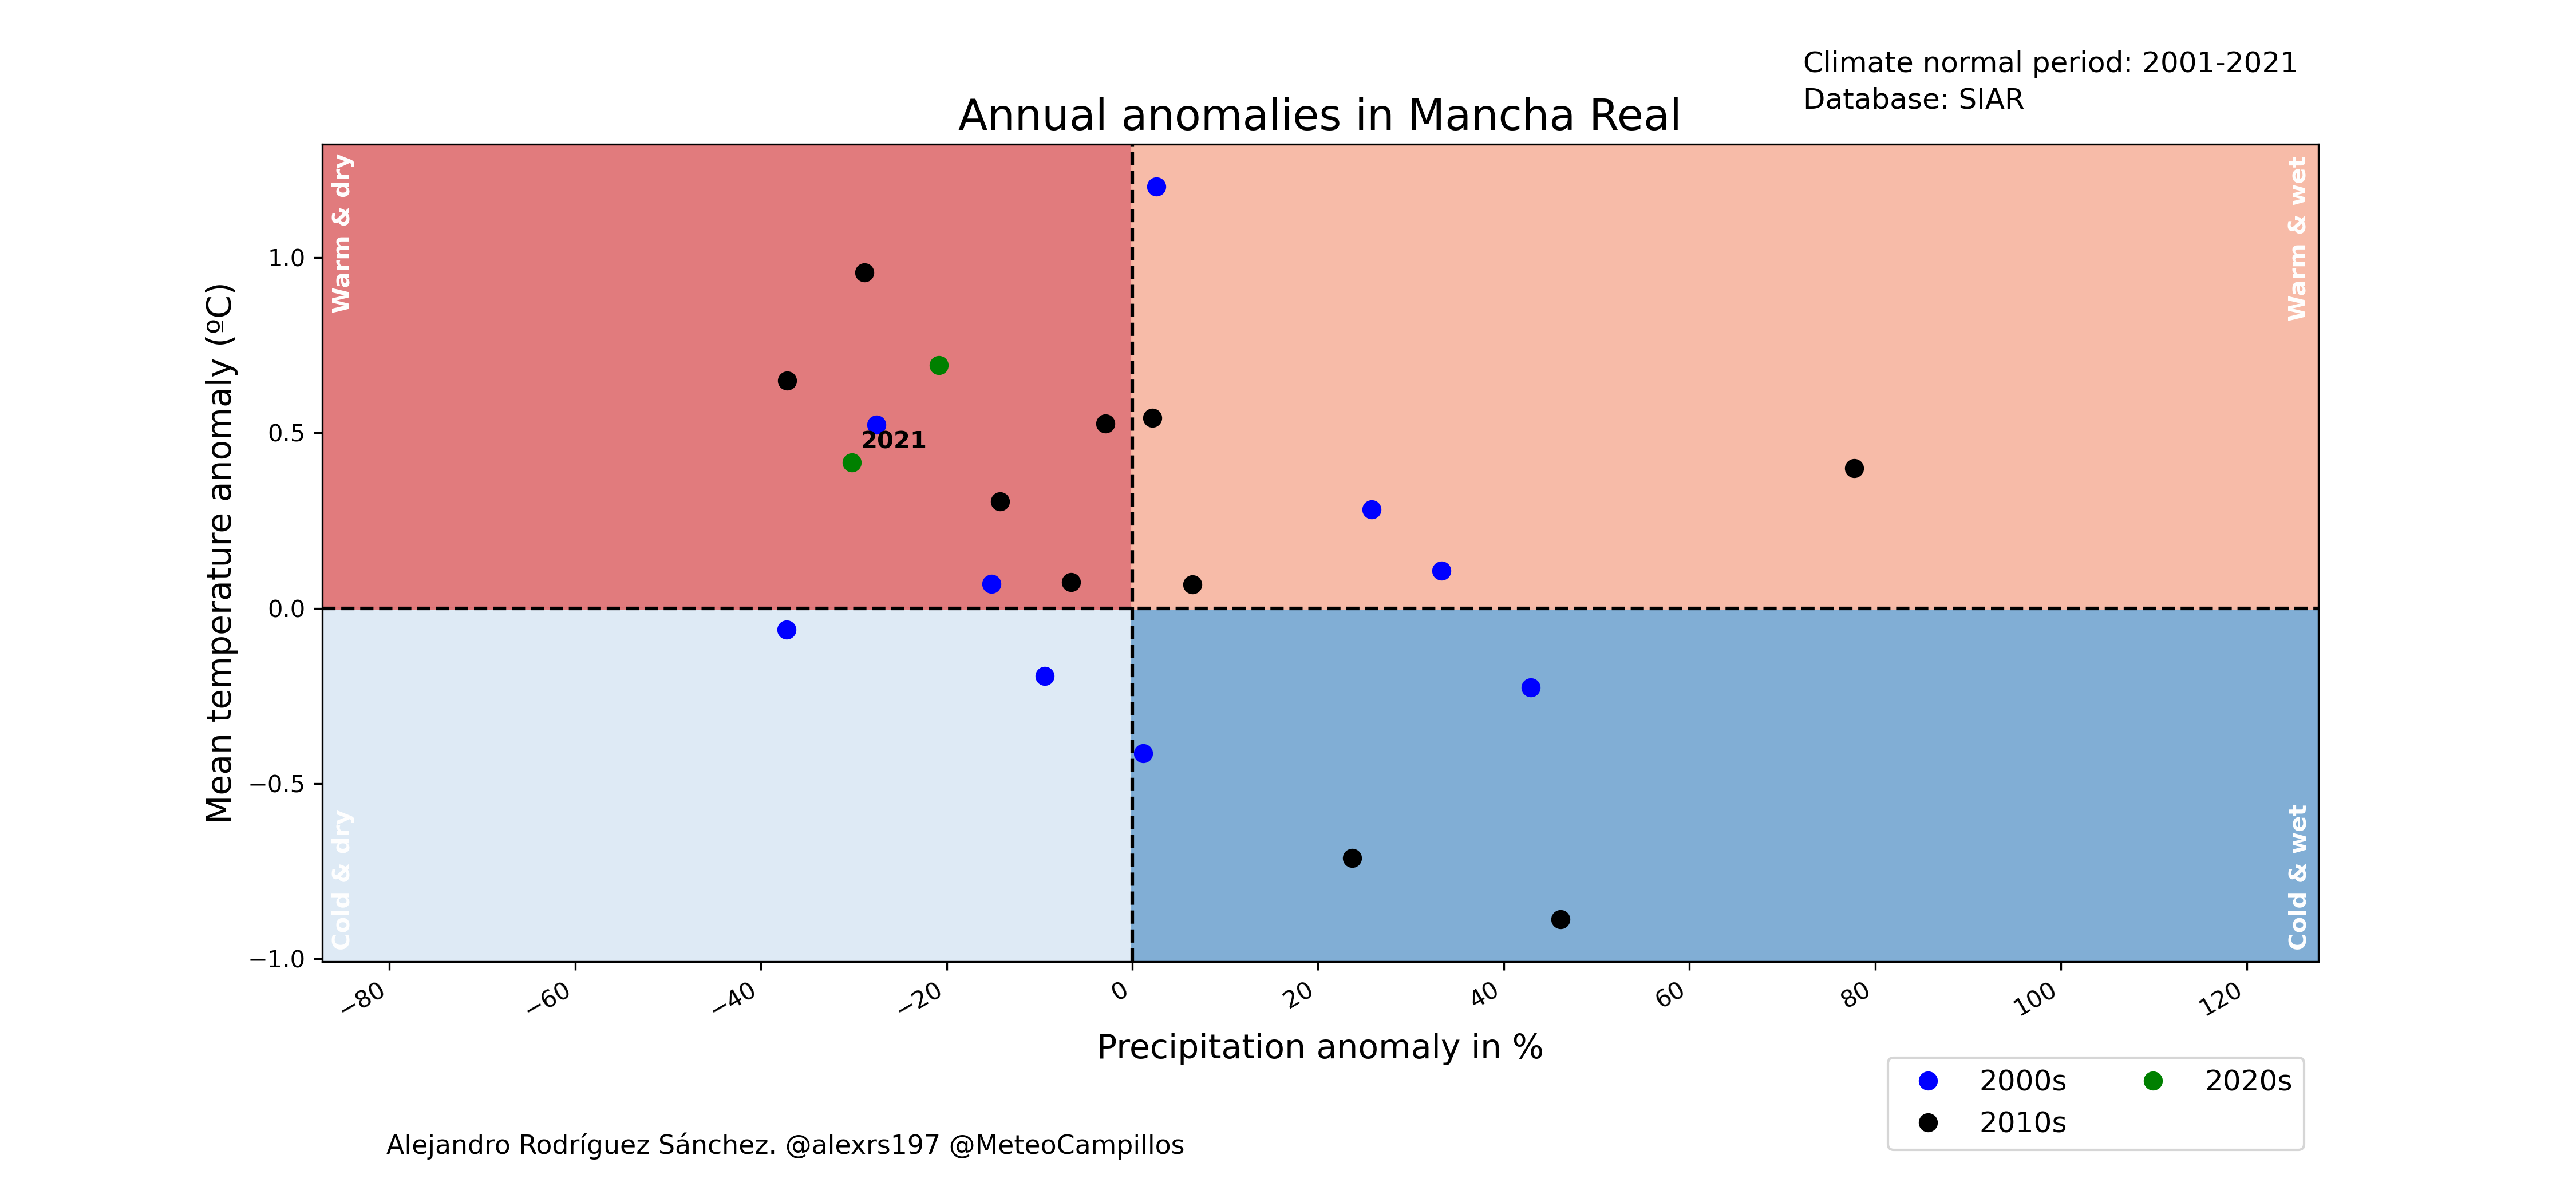 Climate normal period: 2001-2021
Database: SIAR
Annual anomalies in Mancha Real
Warm & dry
Warm & wet
Mean temperature anomaly (ºC)
1.0
0.5
0.0
−0.5
−1.0
2021
Cold & dry
Cold & wet
−80
−60
−40
−20
0
20
40
60
80
100
120
Precipitation anomaly in %
2000s
2020s
2010s
Alejandro Rodríguez Sánchez. @alexrs197 @MeteoCampillos